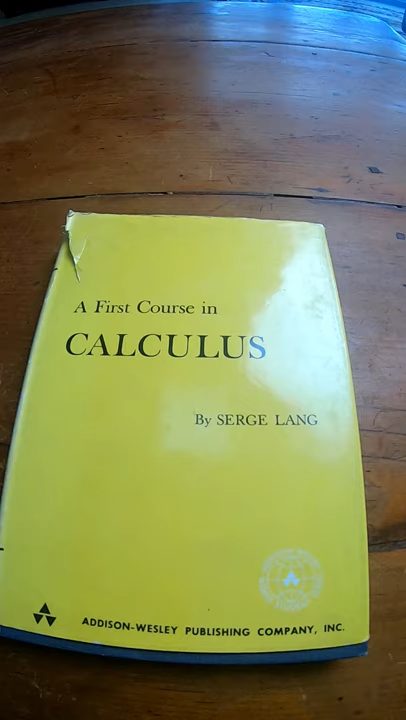 A First Course in
CALCULUS
By SERGE LANG
ADDISON-WESLEY PUBLISHING COMPANY, INC.